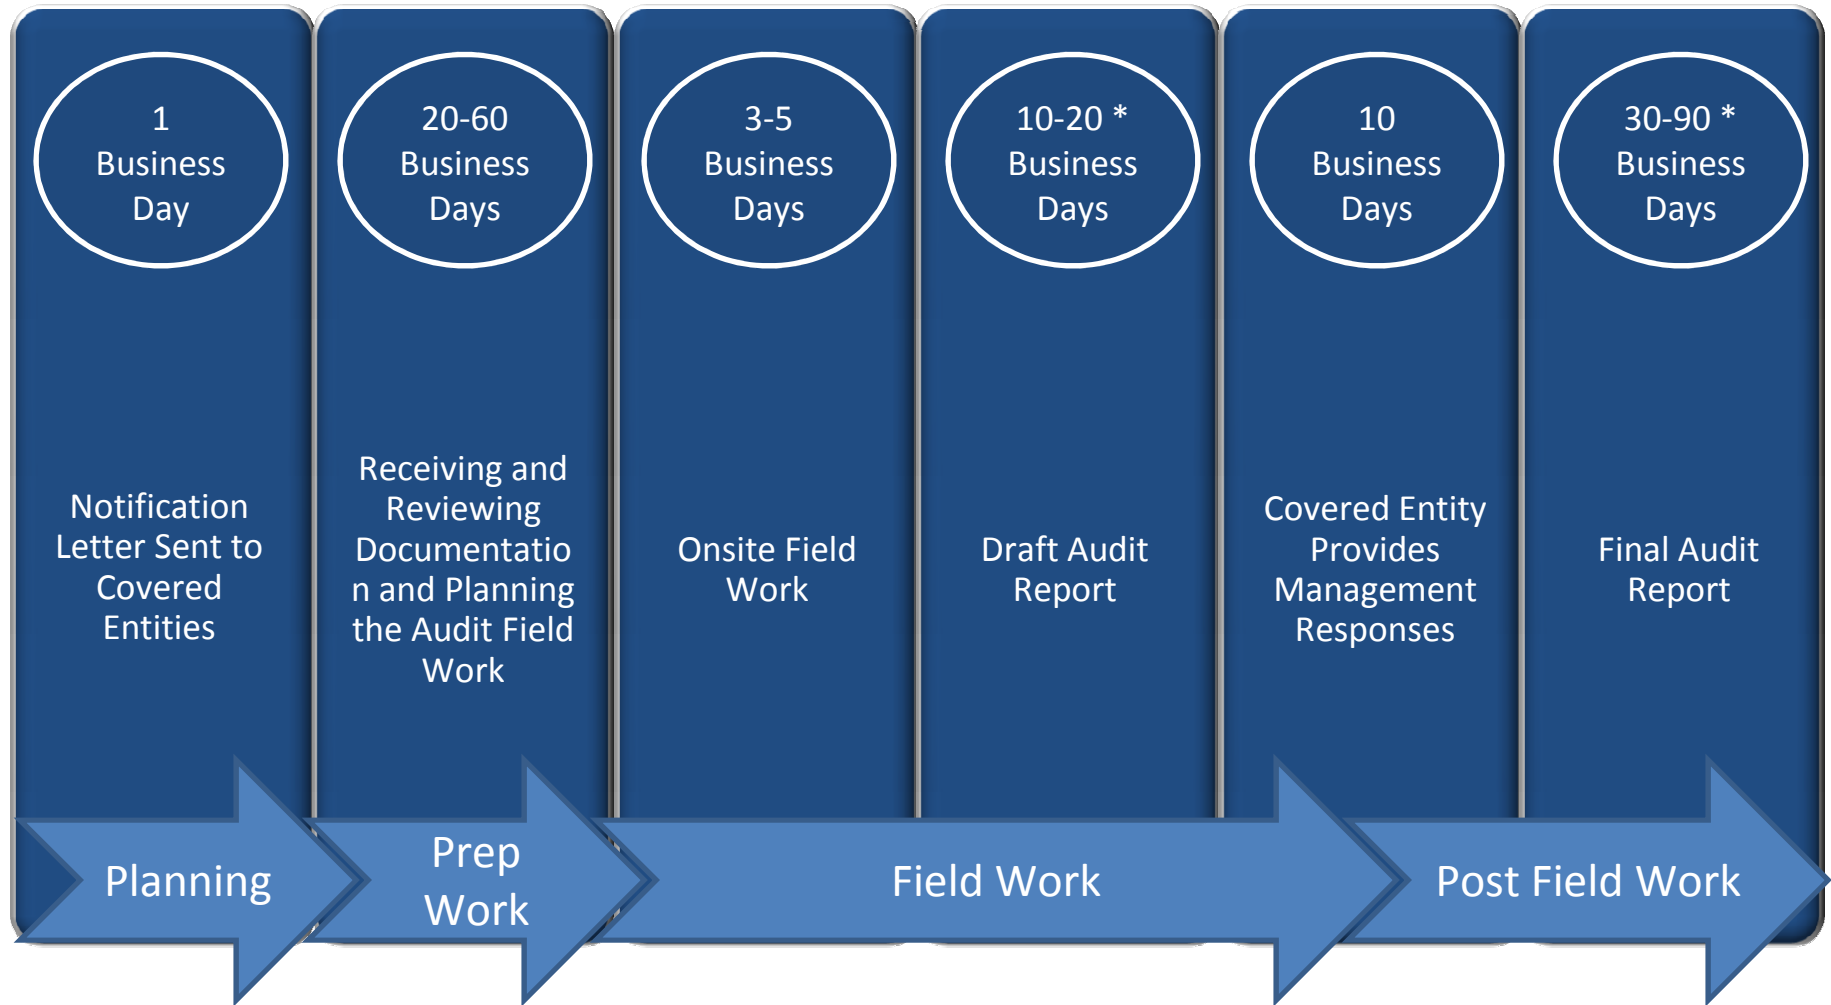 1
Business
Day
Notification
Letter Sent to
Covered
Entities
20-60
Business
Days
Receiving and
Reviewing
Documentatio
n and Planning
the Audit Field
Work
3-5
Business
Days
Onsite Field
Work
10-20 *
Business
Days
Draft Audit
Report
10
Business
Days
Covered Entity
Provides
Management
Responses
30-90 *
Business
Days
Final Audit
Report
Planning
Prep
Work
Field Work
Post Field Work